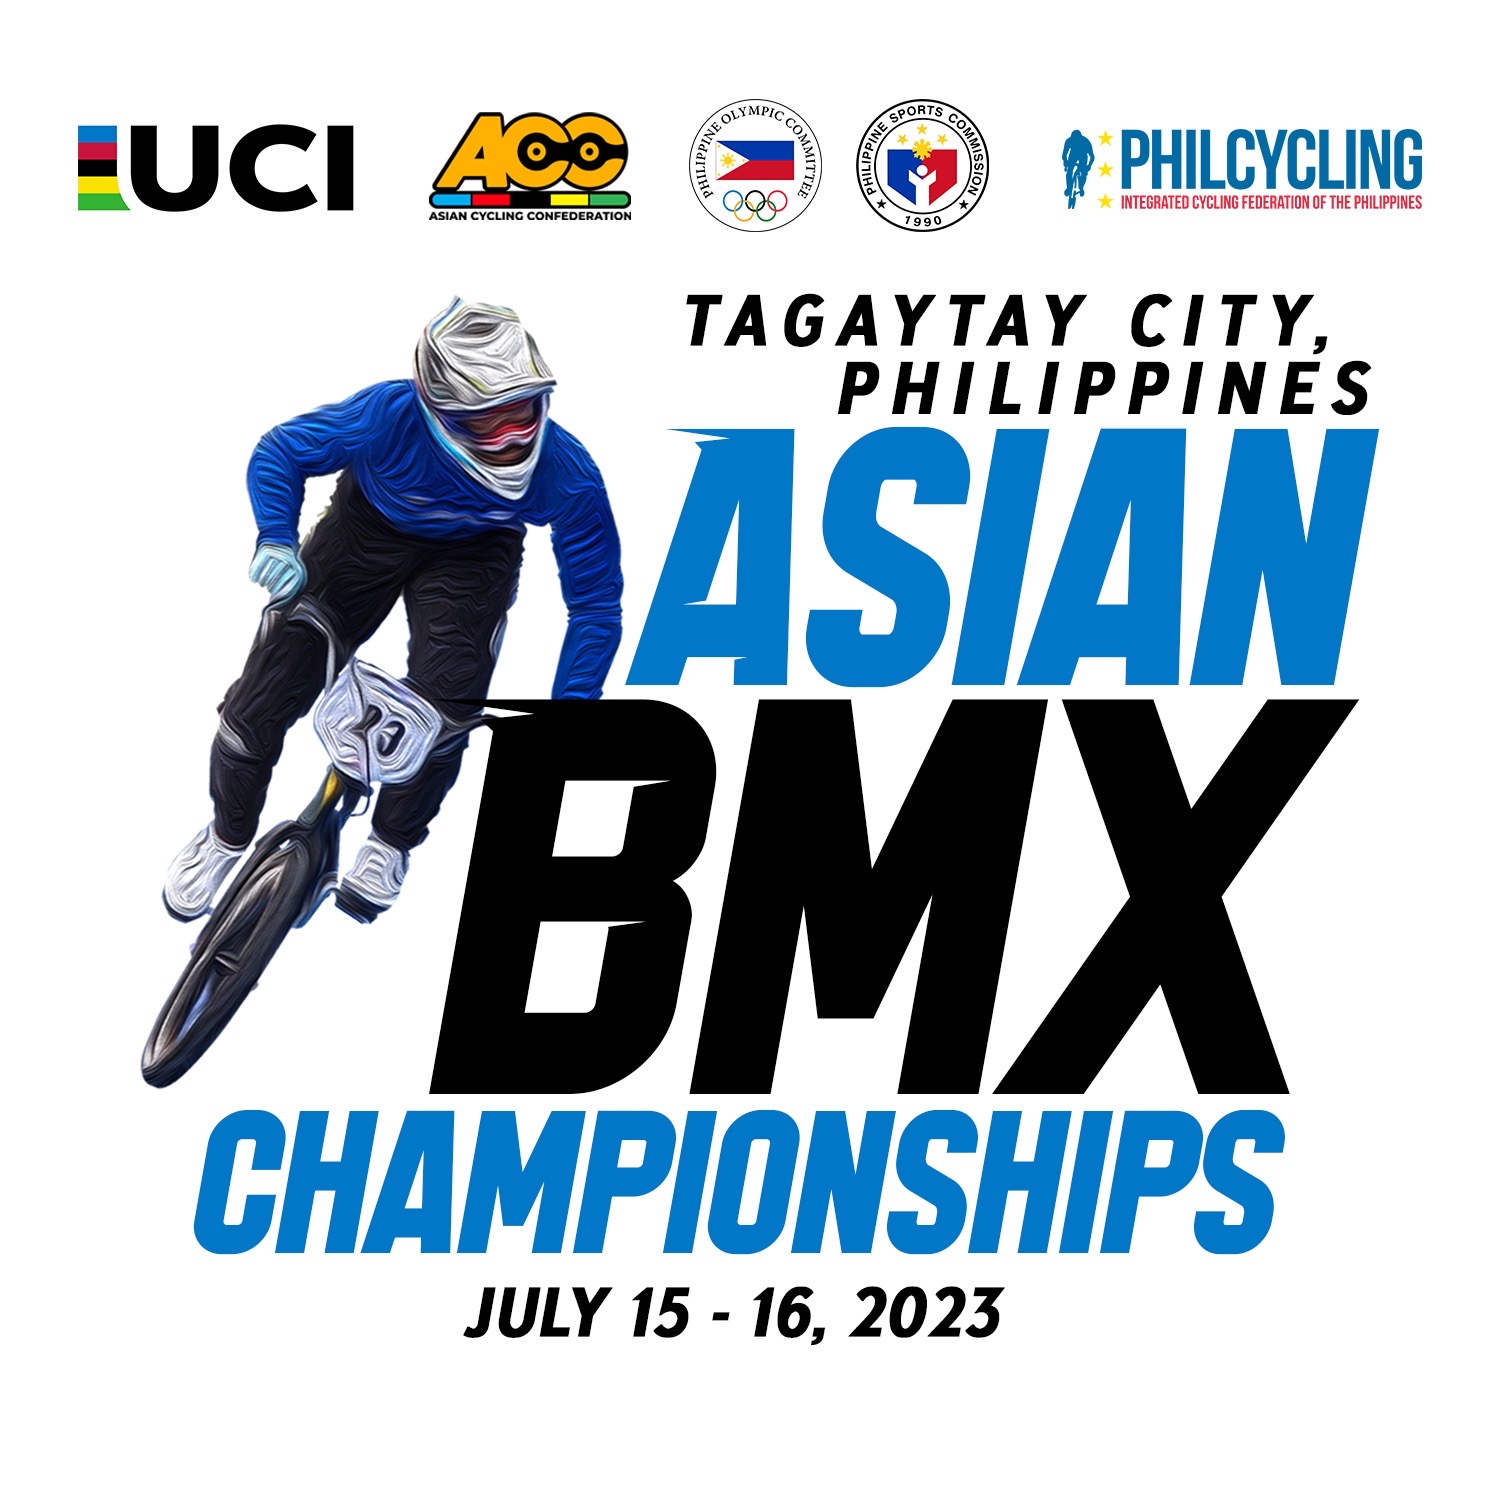 UCI
ACC
ASIAN CYCLING CONFEDERATION
PHILIPPINE OLYMPIC COMMITTEE
PHILIPPINE SPORTS COMMISSION
1990
PHILCYCLING
INTEGRATED CYCLING FEDERATION OF THE PHILIPPINES
TAGAYTAY CITY,
PHILIPPINES
ASIAN
BMX
CHAMPIONSHIPS
JULY 15 - 16, 2023